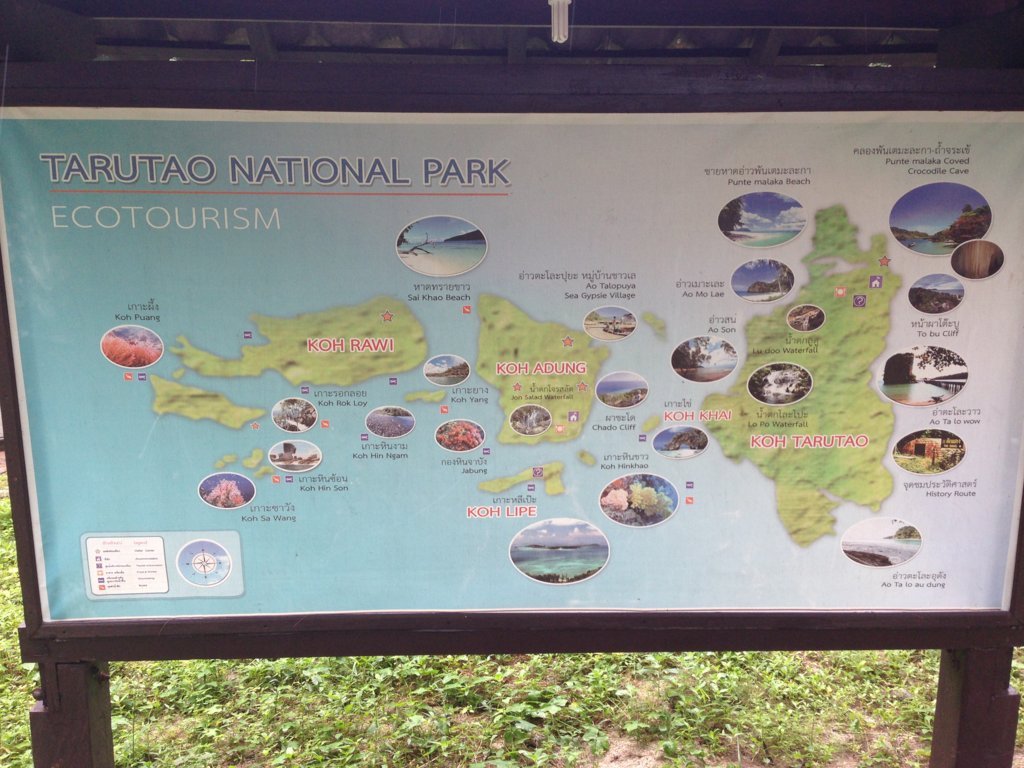 TARUTAO NATIONAL PARK
ECOTOURISM
เกาะผึ้ง
Koh Puang
หาดทรายขาว
Sai Khao Beach
KOH RAWI
เกาะรอกลอย
Koh Rok Loy
เกาะหินงาม
Koh Hin Ngam
เกาะหินซ้อน
Koh Hin Son
เกาะซาวัง
Koh Sa Wang
เกาะยาง
Koh Yang
กองหินจาบัง
Jabung
อ่าวตะโละปุยะ หมู่บ้านชาวเล
Ao Talopuya
Sea Gypsie Village
KOH ADUNG
น้ำตกโจรสลัด
Jon Salad Waterfall
ผาชะโด
Chado Cliff
เกาะหลีเป๊ะ
KOH LIPE
เกาะหินขาว
Koh Hinkhao
เกาะไข่
KOH KHAI
ชายหาดอ่าวพันเตมะละกา
Punte malaka Beach
คลองพันเตมะละกา-ถ้ำจระเข้
Punte malaka Coved
Crocodile Cave
อ่าวเมาะและ
Ao Mo Lae
อ่าวสน
Ao Son
น้ำตกลูดู
Lu doo Waterfall
น้ำตกโละโปะ
Lo Po Waterfall
KOH TARUTAO
หน้าผาโต๊ะบู
To bu Cliff
อ่าตะโละวาว
Ao Ta lo wow
จุดชมประวัติศาสตร์
History Route
อ่าวตะโละอุดัง
Ao Ta lo au dung
Legend